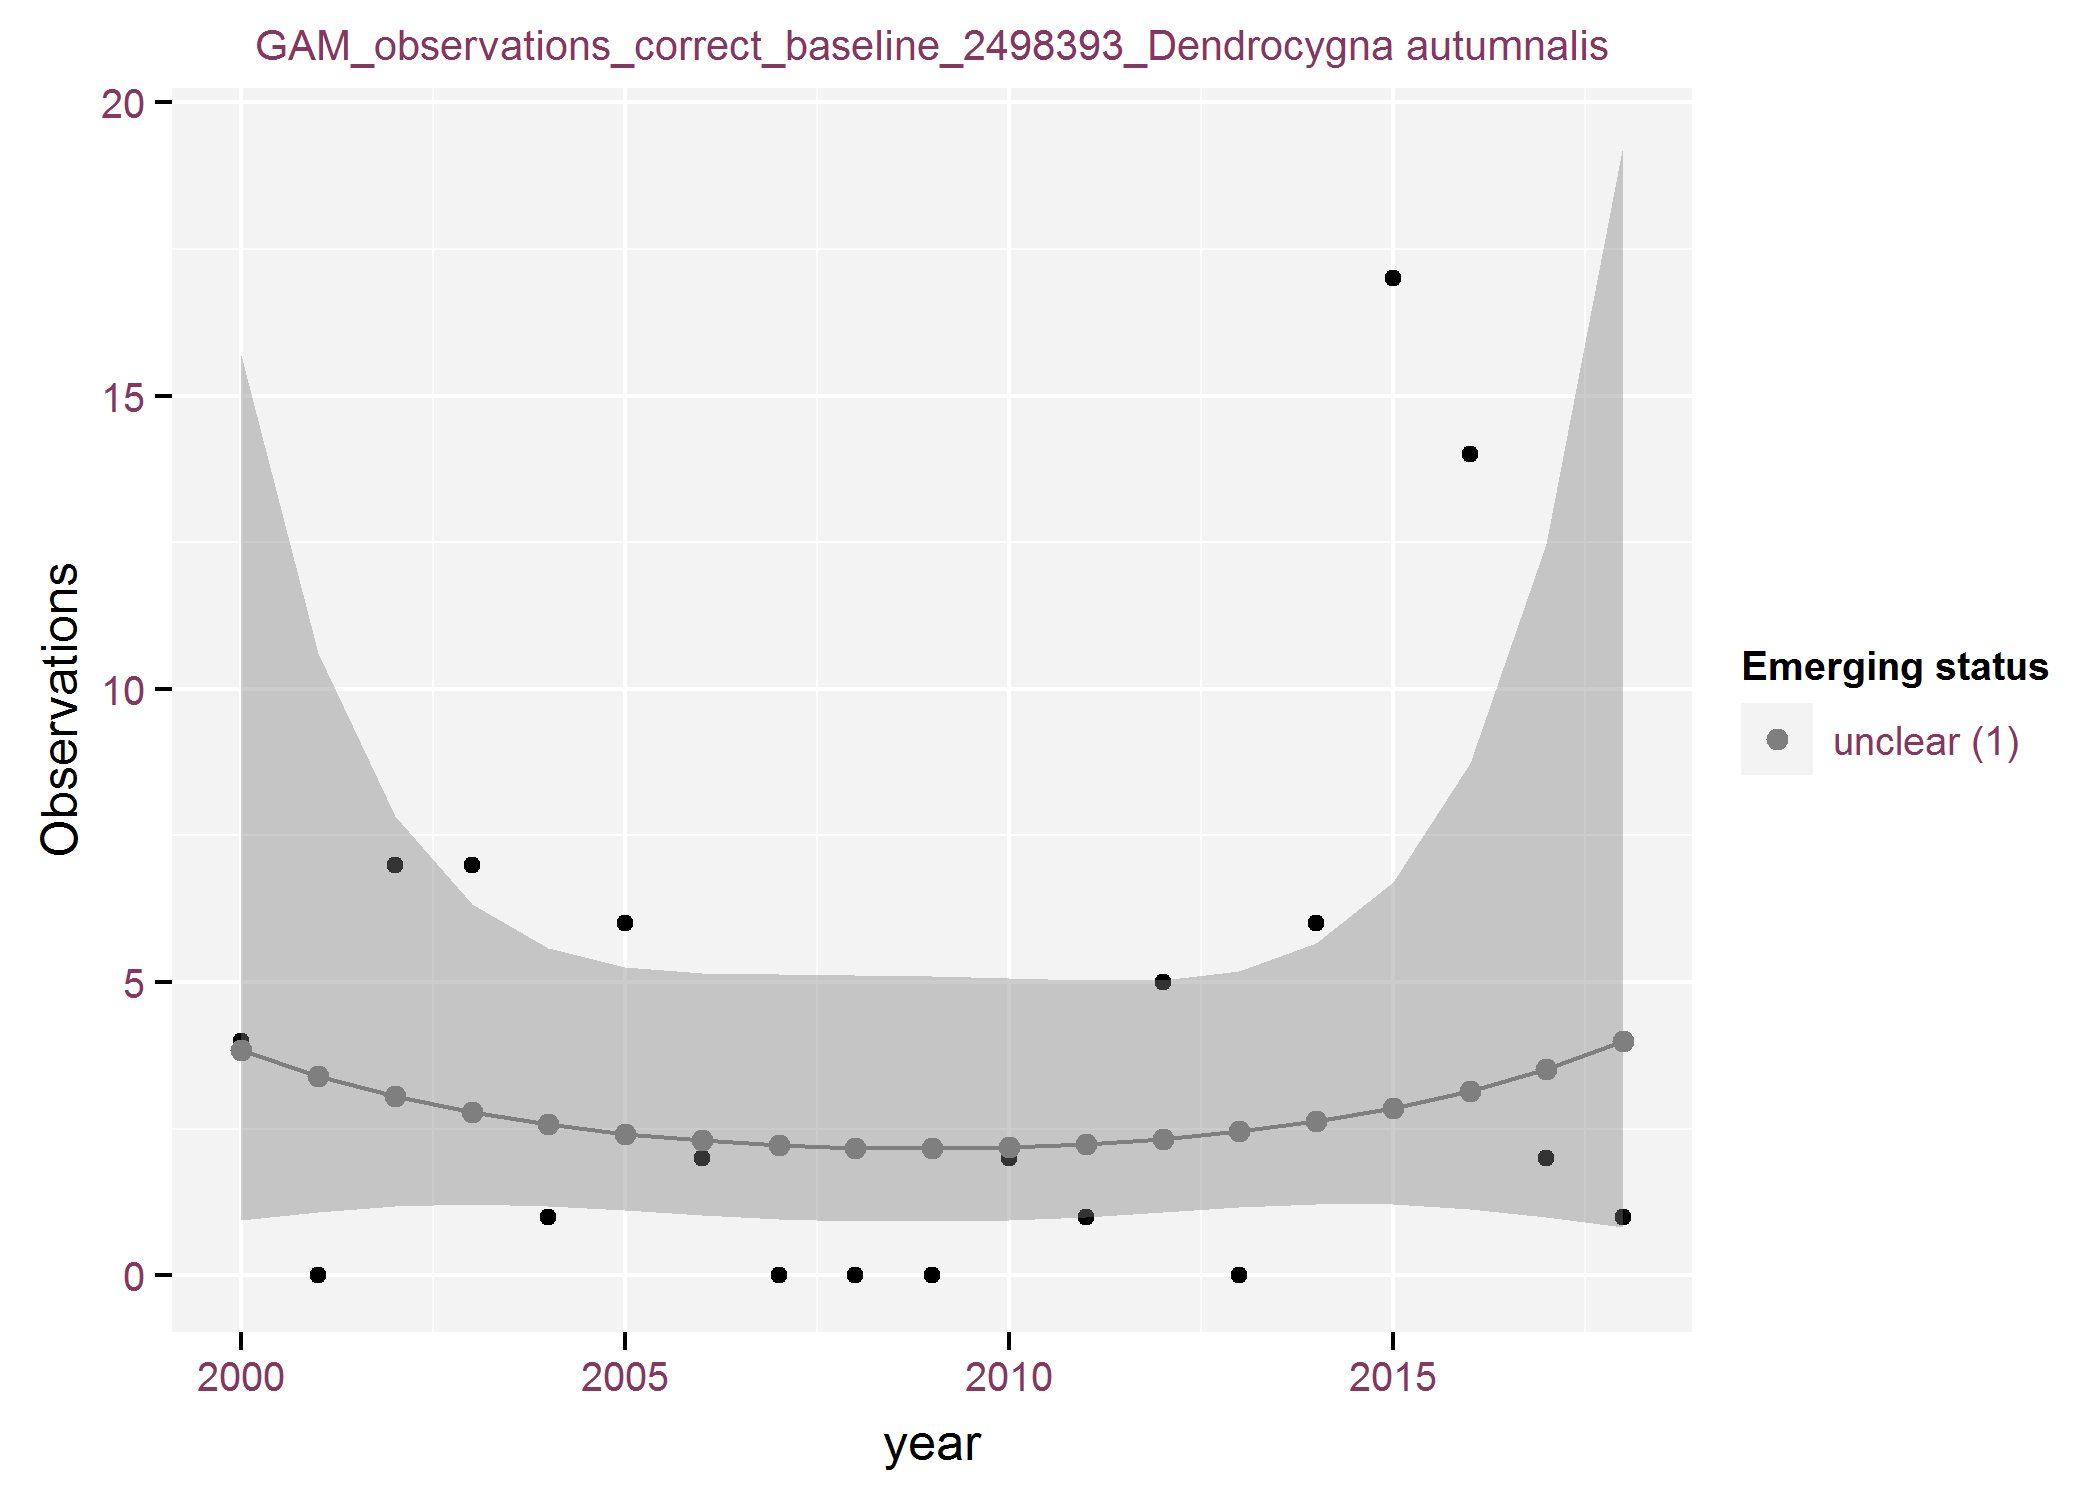 GAM_observations_correct_baseline_2498393_Dendrocygna autumnalis
20
15
10
5
0
Observations
2000 2005 2010 2015
year
Emerging status
unclear (1)